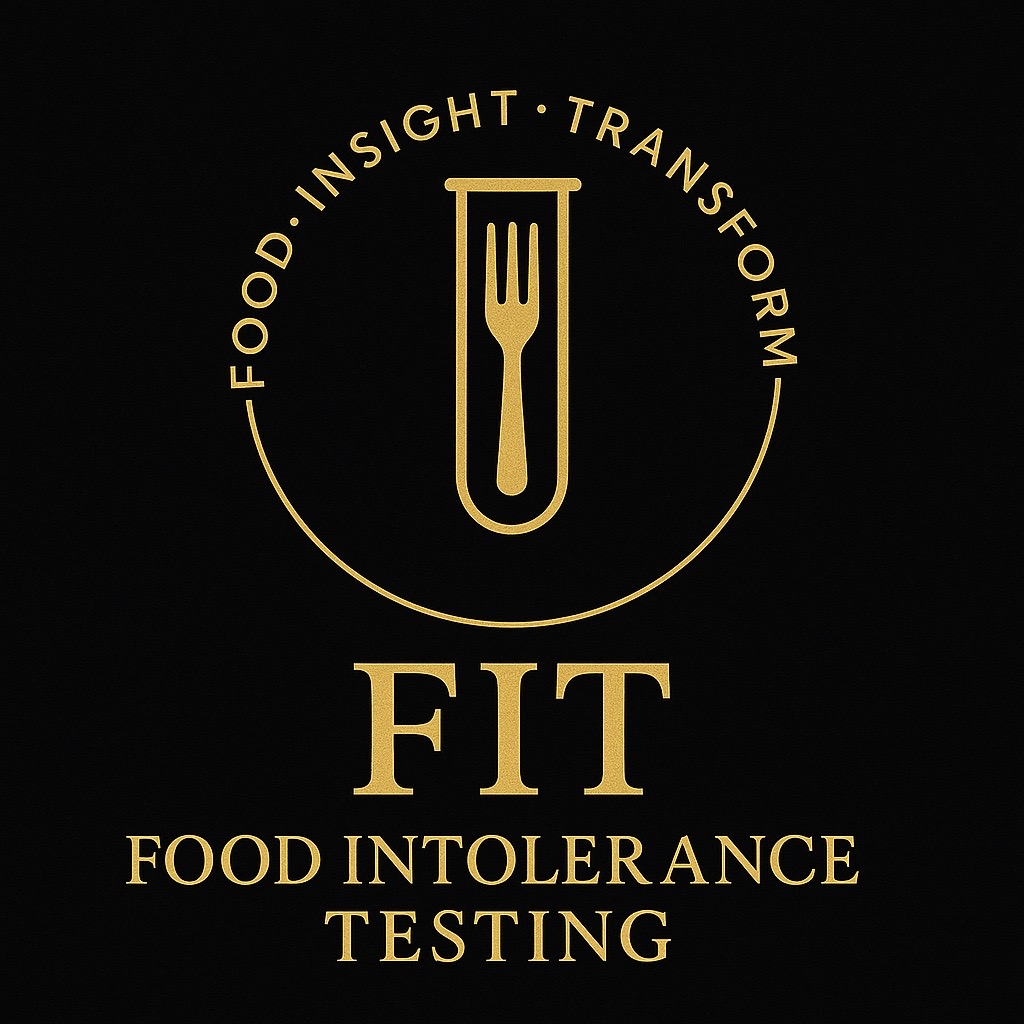 FOOD · INSIGHT · TRANSFORM
FIT
FOOD INTOLERANCE
TESTING